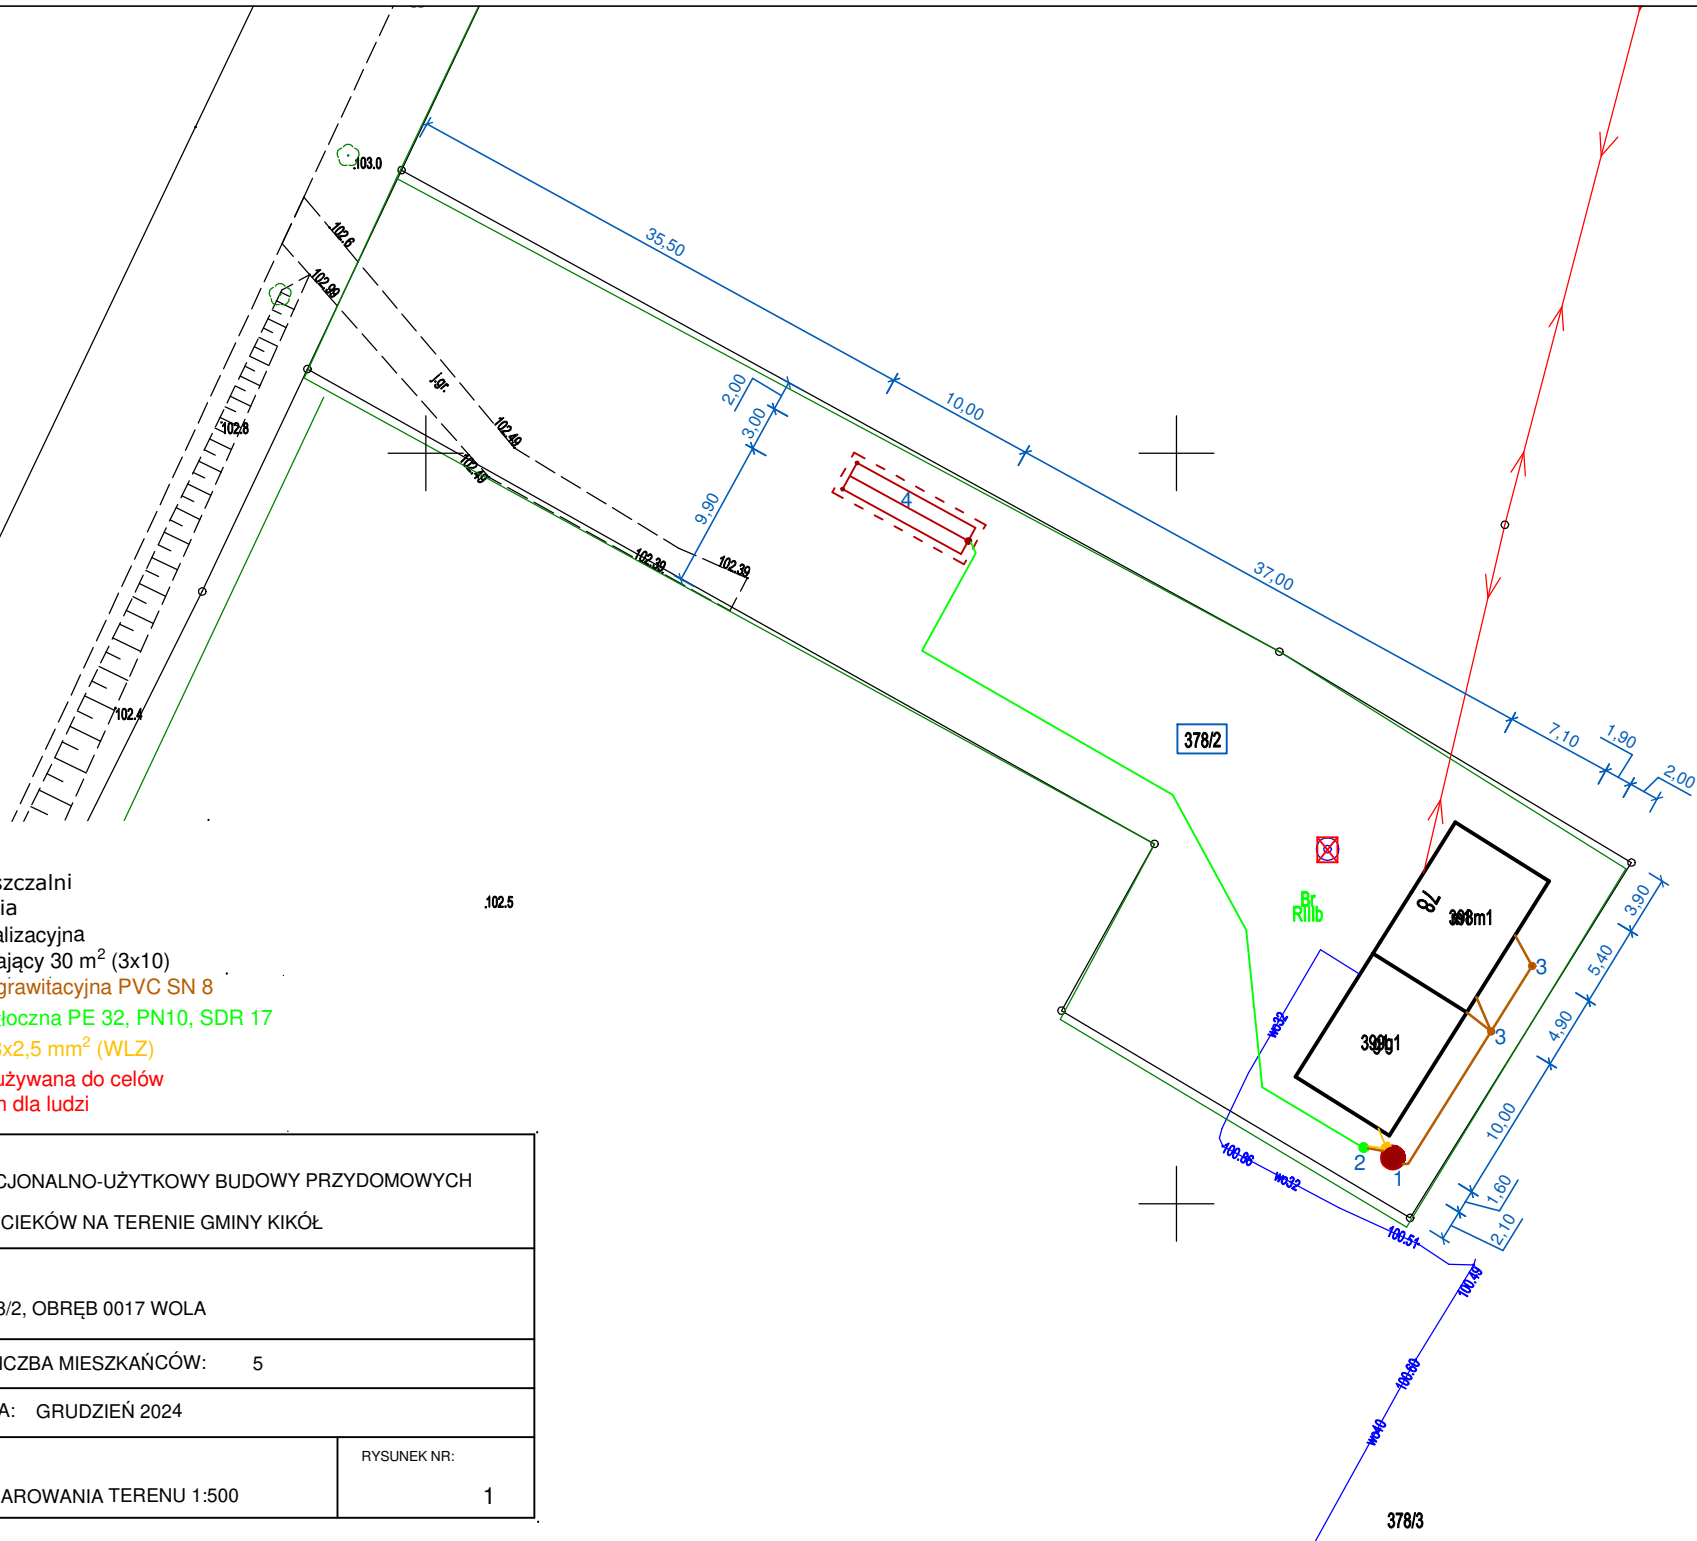 103.0
102.6
102.99
35,50
j.gr.
102.8
102.49
102.49
2,00
3,00
10,00
9,90
4
102.39
102.39
37,00
102.4
378/2
7,10
1,90
2,00
szczalni
ia
alizacyjna
ający 30 m² (3x10)
grawitacyjna PVC SN 8
łoczna PE 32, PN10, SDR 17
3x2,5 mm² (WLZ)
używana do celów
n dla ludzi
102.5
Br
RIIIb
78
3,90
5,40
3
4,90
3
wo32
10,00
2
1
1,60
2,10
100.86
wo32
100.51
100.49
100.60
wo40
378/3
CJONALNO-UŻYTKOWY BUDOWY PRZYDOMOWYCH
CIEKÓW NA TERENIE GMINY KIKÓŁ
3/2, OBRĘB 0017 WOLA
ICZBA MIESZKAŃCÓW: 5
A: GRUDZIEŃ 2024
RYSUNEK NR:
AROWANIA TERENU 1:500
1